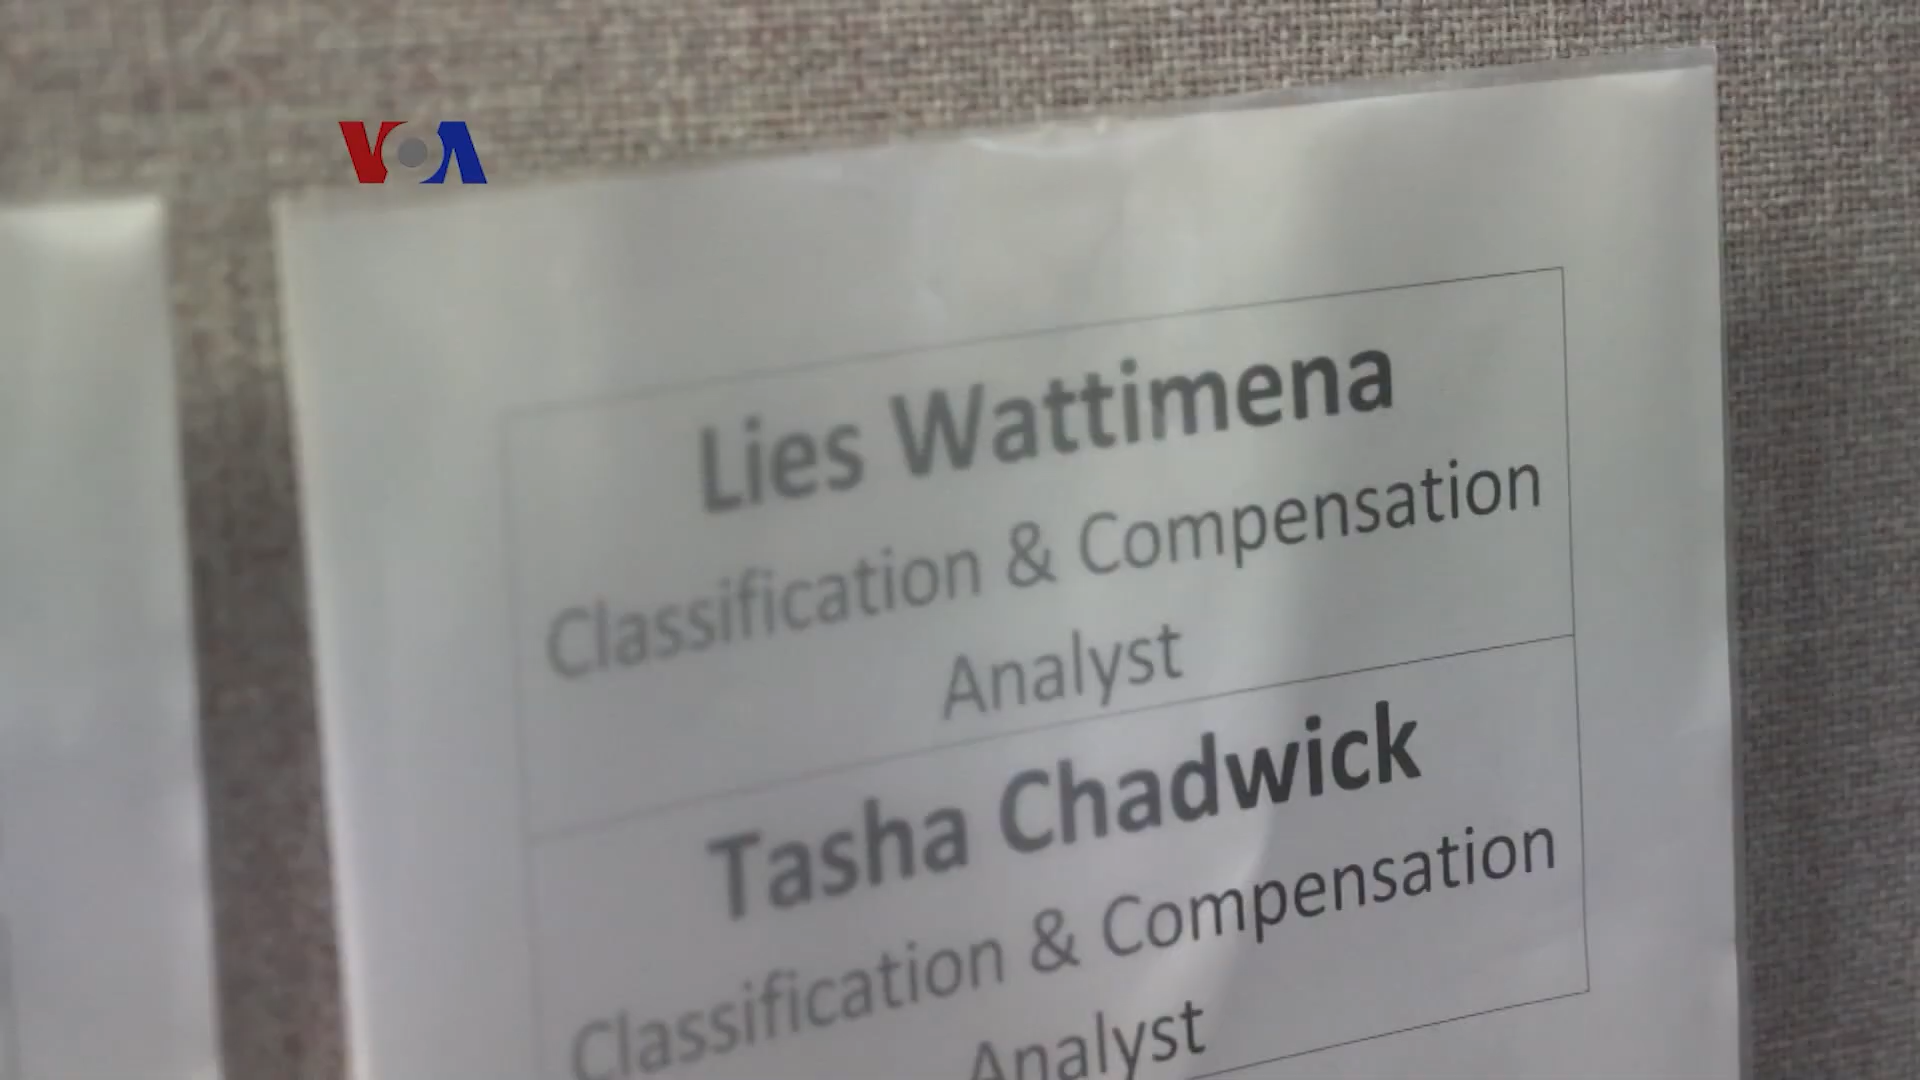 VOA
Lies Wattimena
Classification & Compensation
Analyst
Tasha Chadwick
Classification & Compensation
Analyst